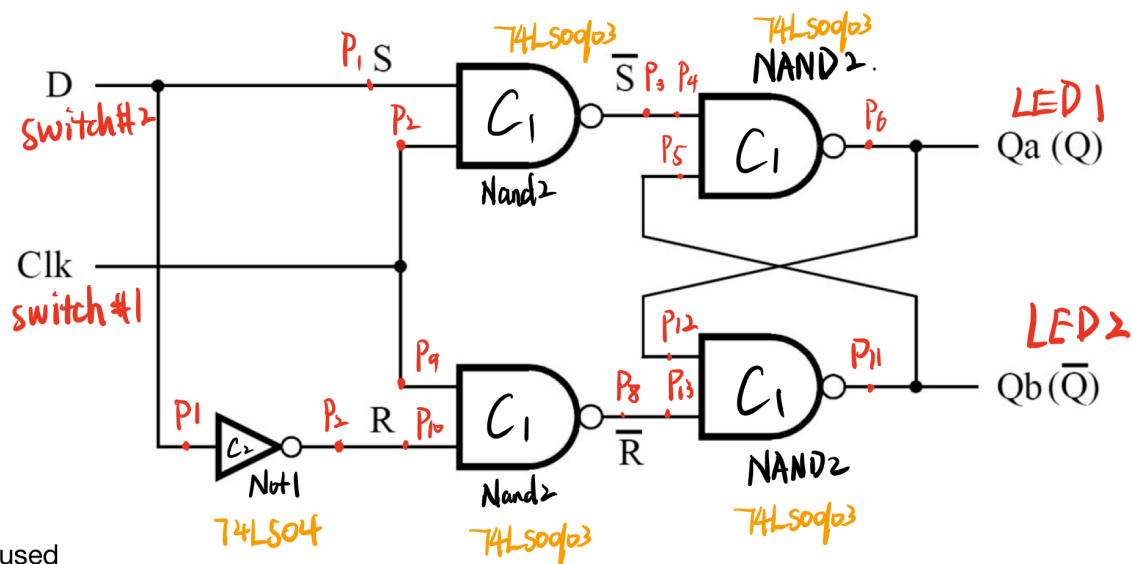 74LS00/03
74LS00/03
NAND2.
D
P1
S
S̅
P3
P4
LED1
switch#2
C1
P2
P6
P5
C1
Qa (Q)
Nand2
Clk
switch#1
P12
LED2
P9
P11
P1
P2
R
P10
C1
P8
P13
C1
Qb (Q̅)
C2
R̅
Not1
Nand2
NAND2
74LS04
74LS00/03
74LS00/03
used